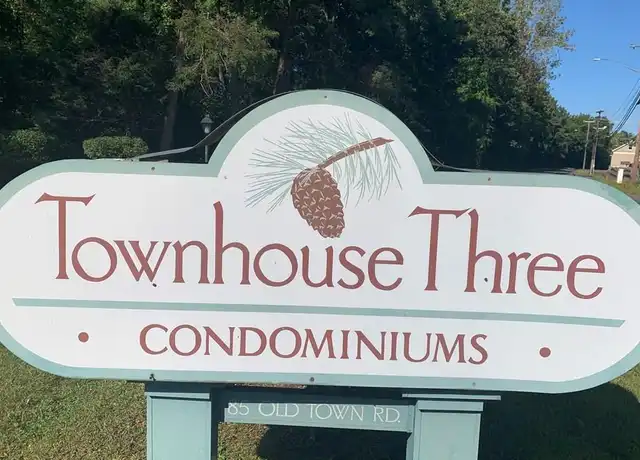 Townhouse Three
• CONDOMINIUMS •
85 OLD TOWN RD.